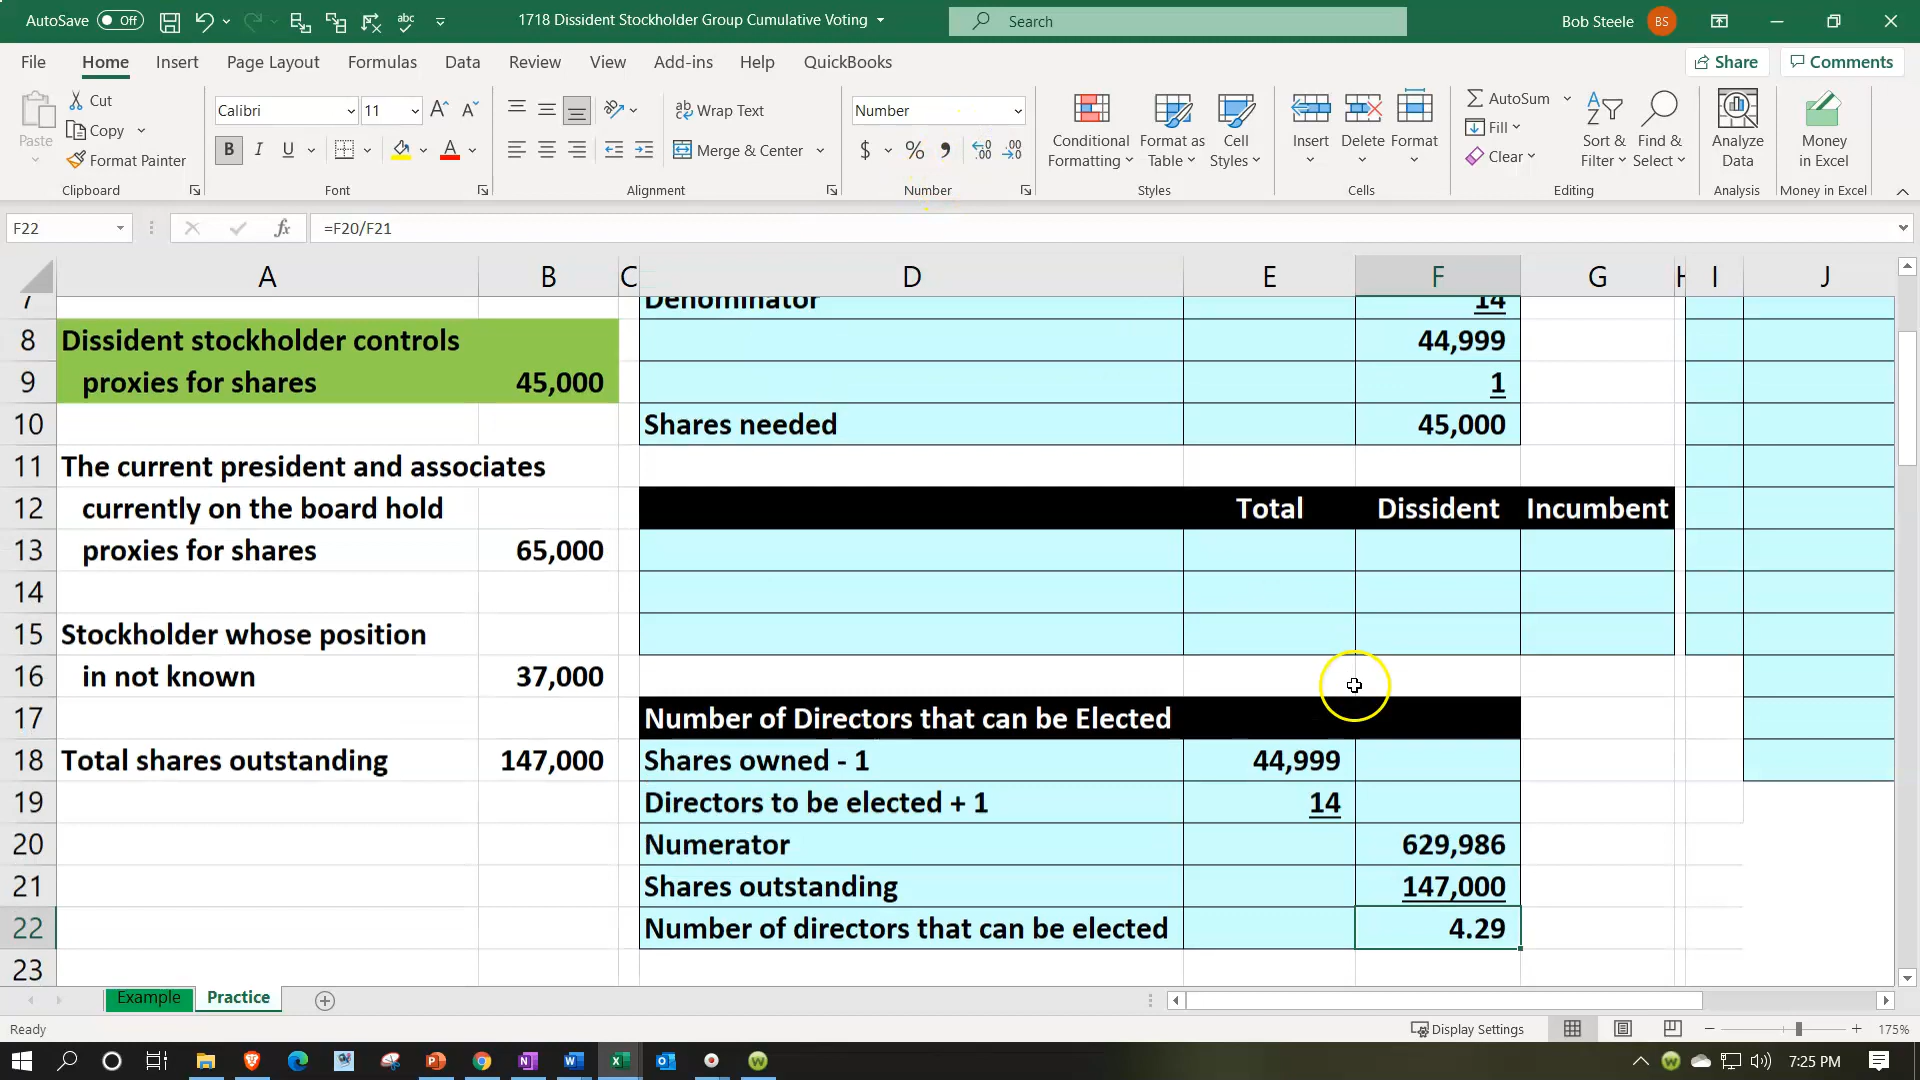 AutoSave Off
1718 Dissident Stockholder Group Cumulative Voting
Search
Bob Steele
BS
File Home Insert Page Layout Formulas Data Review View Add-ins Help QuickBooks
Share
Comments
Paste
Cut
Copy
Format Painter
Clipboard
Calibri 11
B I U
Font
Wrap Text
Merge & Center
Alignment
Number
$ % ,
Number
Conditional Formatting
Format as Table
Cell Styles
Styles
Insert
Delete
Format
Cells
AutoSum
Fill
Clear
Sort & Filter
Find & Select
Editing
Analyze Data
Analysis
Money in Excel
Money in Excel
F22
fx
=F20/F21
A B C D E F G H I J
7 Denominator 14
8 Dissident stockholder controls 44,999
9 proxies for shares 45,000 1
10 Shares needed 45,000
11 The current president and associates
12 currently on the board hold Total Dissident Incumbent
13 proxies for shares 65,000
14
15 Stockholder whose position
16 in not known 37,000
17 Number of Directors that can be Elected
18 Total shares outstanding 147,000 Shares owned - 1 44,999
19 Directors to be elected + 1 14
20 Numerator 629,986
21 Shares outstanding 147,000
22 Number of directors that can be elected 4.29
23
Example Practice
Ready
Display Settings
175%
7:25 PM